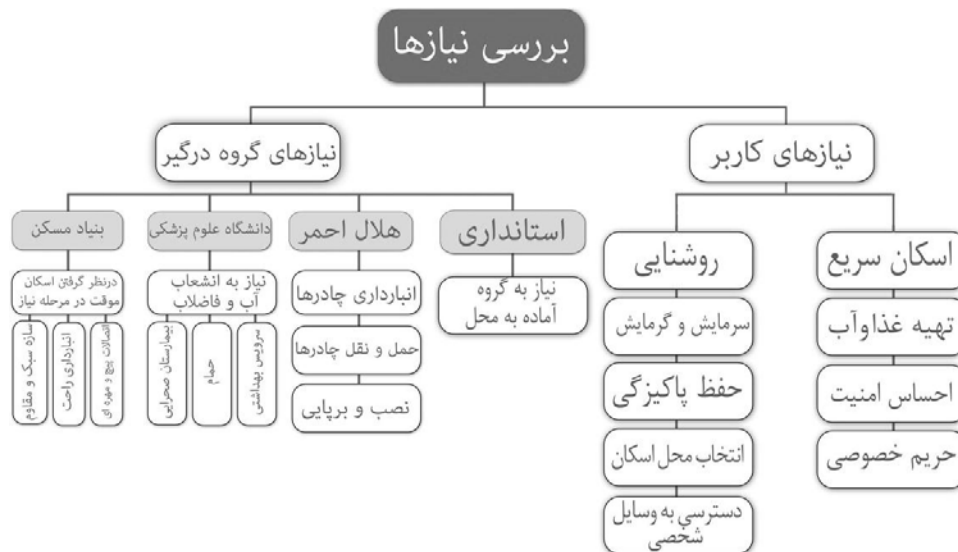 بررسی نیازها
نیازهای کاربر
نیازهای گروه درگیر
اسکان سریع
تهیه غذاوآب
احساس امنیت
حریم خصوصی
روشنایی
سرمایش و گرمایش
حفظ پاکیزگی
انتخاب محل اسکان
دسترسی به وسایل
شخصی
استانداری
نیاز به گروه
آماده به محل
هلال احمر
انبارداری چادرها
حمل و نقل چادرها
نصب و برپایی
دانشگاه علوم پزشکی
نیاز به انشعاب
آب و فاضلاب
سرویس بهداشتی
حمام
بیمارستان صحرایی
بنیاد مسکن
درنظر گرفتن اسکان
موقت در مرحله نیاز
اتصالات پیچ و مهره ای
انبارداری راحت
سازه سبک و مقاوم